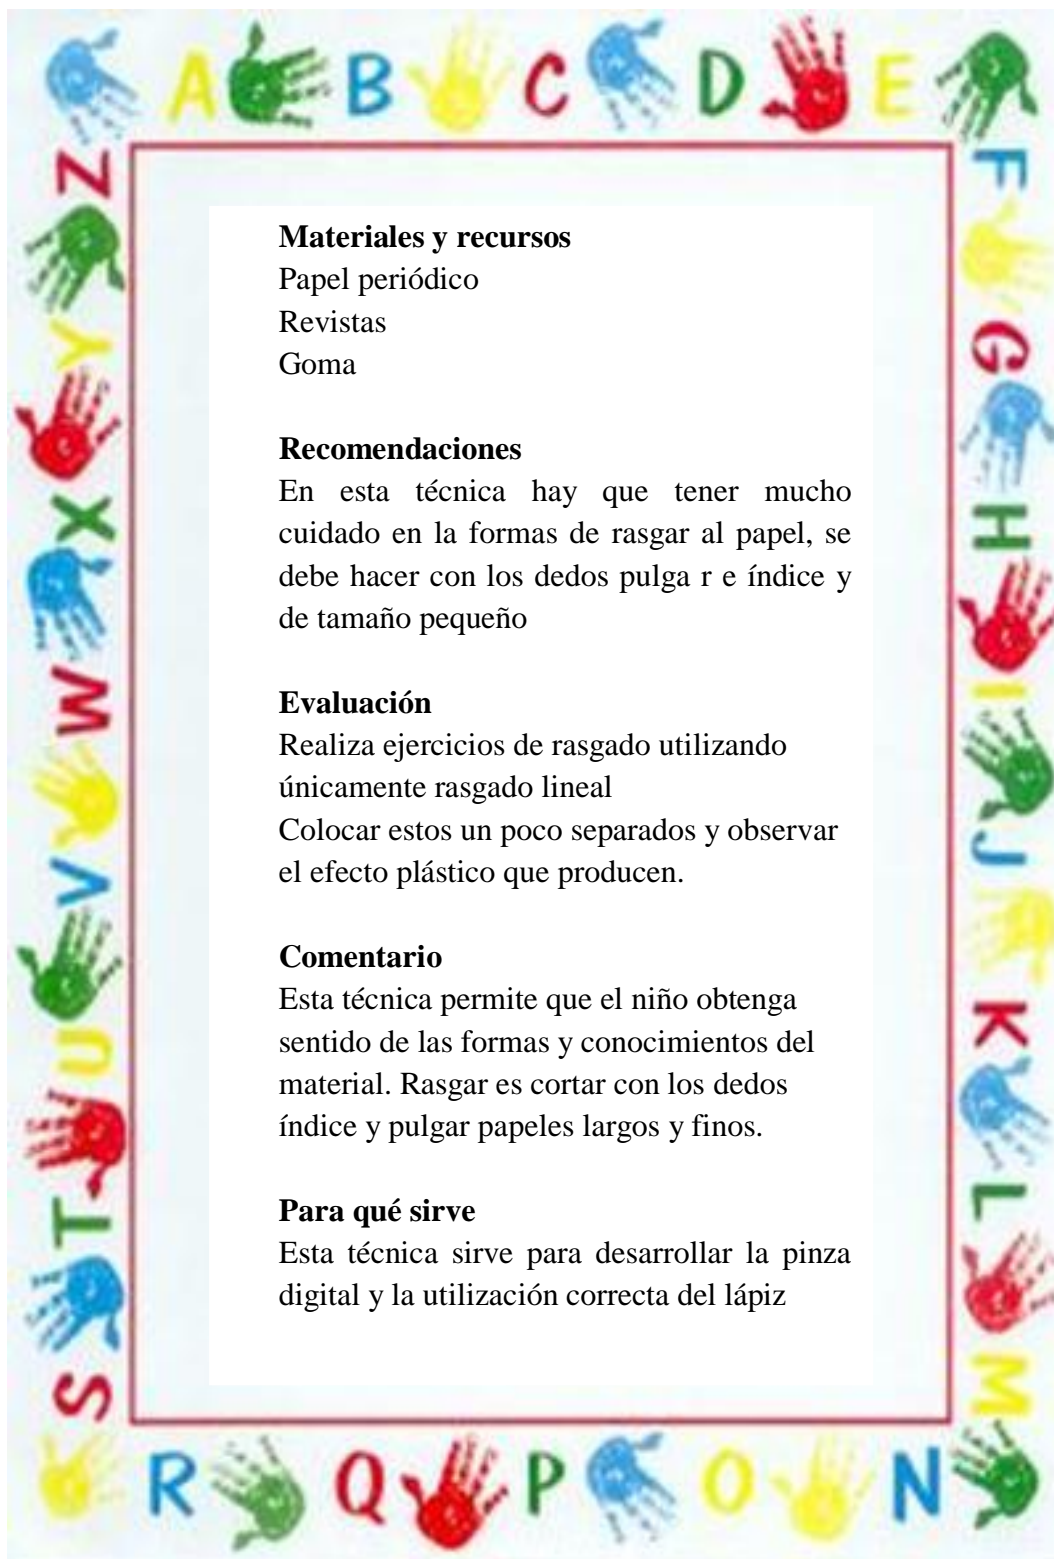 A B C D E
F
G
H
I
J
K
L
M
N
O
P
Q
R
S
T
U
V
W
X
Y
Z
Materiales y recursos
Papel periódico
Revistas
Goma
Recomendaciones
En esta técnica hay que tener mucho
cuidado en la formas de rasgar al papel, se
debe hacer con los dedos pulga r e índice y
de tamaño pequeño
Evaluación
Realiza ejercicios de rasgado utilizando
únicamente rasgado lineal
Colocar estos un poco separados y observar
el efecto plástico que producen.
Comentario
Esta técnica permite que el niño obtenga
sentido de las formas y conocimientos del
material. Rasgar es cortar con los dedos
índice y pulgar papeles largos y finos.
Para qué sirve
Esta técnica sirve para desarrollar la pinza
digital y la utilización correcta del lápiz